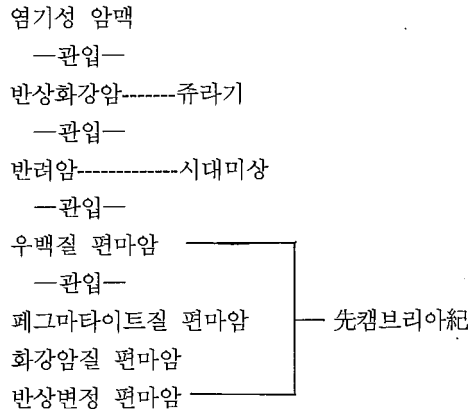 염기성 암맥
—관입—
반상화강암-------쥬라기
—관입—
반려암-------------시대미상
—관입—
우백질 편마암
—관입—
페그마타이트질 편마암 先캠브리아紀
화강암질 편마암
반상변정 편마암